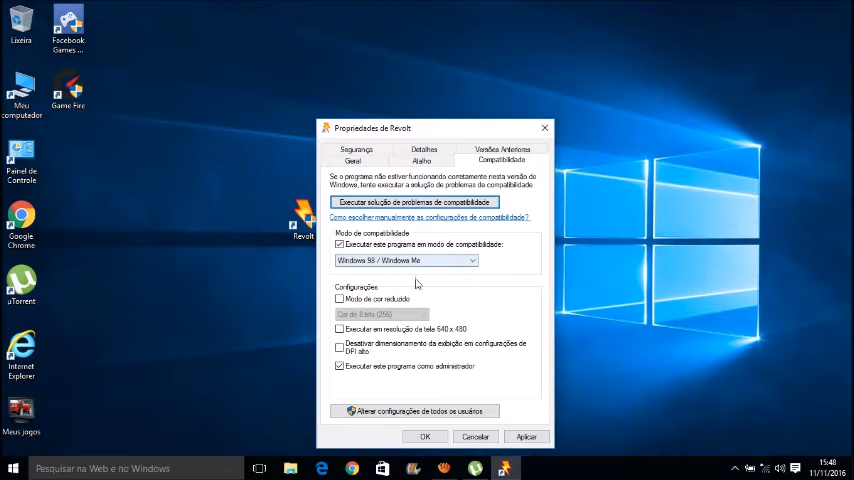 Lixeira
Facebook
Games ...
Meu
computador
Game Fire
Painel de
Controle
Google
Chrome
µTorrent
Internet
Explorer
Meus jogos
Revolt
Propriedades de Revolt
Segurança
Detalhes
Versões Anteriores
Geral
Atalho
Compatibilidade
Se o programa não estiver funcionando corretamente nesta versão do
Windows, tente executar a solução de problemas de compatibilidade.
Executar solução de problemas de compatibilidade
Como escolher manualmente as configurações de compatibilidade?
Modo de compatibilidade
Executar este programa em modo de compatibilidade:
Windows 98 / Windows Me
Configurações
Modo de cor reduzido
Cor de 8 bits (256)
Executar em resolução da tela 640 x 480
Desativar dimensionamento da exibição em configurações de
DPI alto
Executar este programa como administrador
Alterar configurações de todos os usuários
OK
Cancelar
Aplicar
Pesquisar na Web e no Windows
15:48
11/11/2016